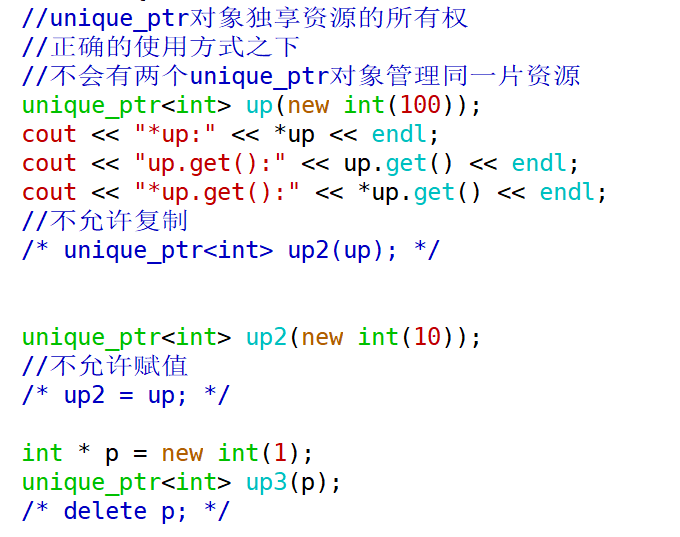 //unique_ptr对象独享资源的所有权
//正确的使用方式之下
//不会有两个unique_ptr对象管理同一片资源
unique_ptr<int> up(new int(100));
cout << "*up:" << *up << endl;
cout << "up.get():" << up.get() << endl;
cout << "*up.get():" << *up.get() << endl;
//不允许复制
/* unique_ptr<int> up2(up); */
unique_ptr<int> up2(new int(10));
//不允许赋值
/* up2 = up; */
int * p = new int(1);
unique_ptr<int> up3(p);
/* delete p; */